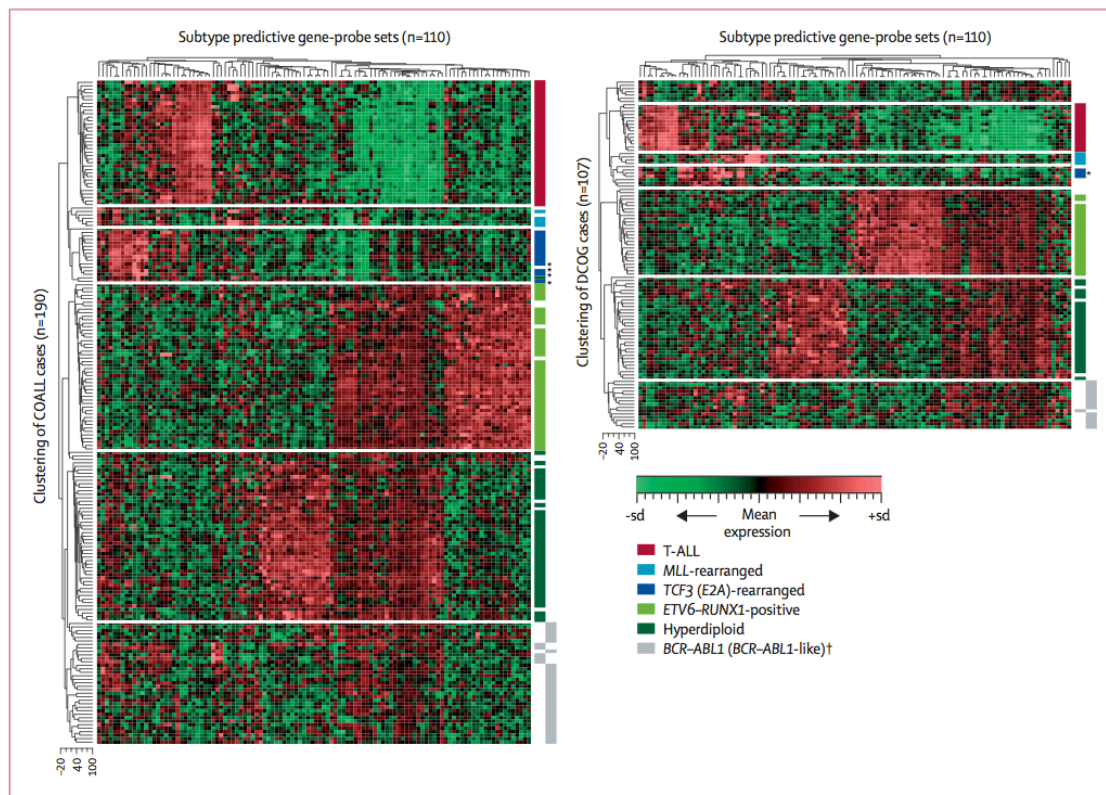 Subtype predictive gene-probe sets (n=110)
Clustering of COALL cases (n=190)
***
*
-20
40
100
Subtype predictive gene-probe sets (n=110)
Clustering of DCOG cases (n=107)
*
-20
40
100
-sd
Mean
expression
+sd
T-ALL
MLL-rearranged
TCF3 (E2A)-rearranged
ETV6–RUNX1-positive
Hyperdiploid
BCR–ABL1 (BCR–ABL1-like)†